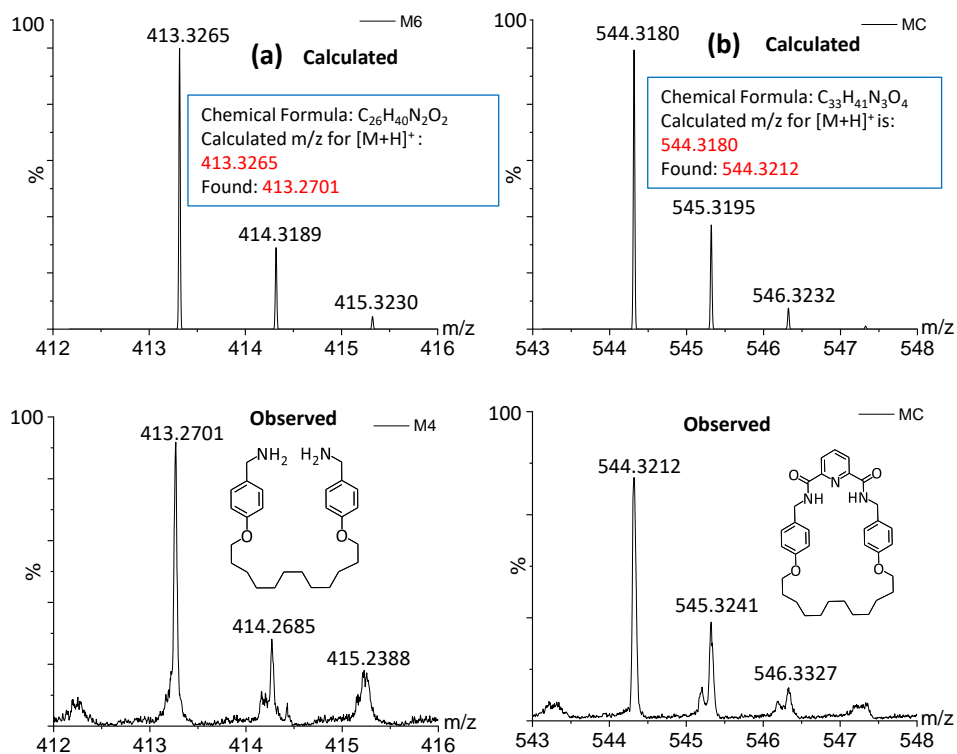 100%
M6
413.3265
(a) Calculated
Chemical Formula: C₂₆H₄₀N₂O₂
Calculated m/z for [M+H]⁺ :
413.3265
Found: 413.2701
414.3189
415.3230
%
m/z
412 413 414 415 416
100
MC
544.3180
(b) Calculated
Chemical Formula: C₃₃H₄₁N₃O₄
Calculated m/z for [M+H]⁺ is:
544.3180
Found: 544.3212
545.3195
546.3232
%
m/z
543 544 545 546 547 548
100
Observed
M4
413.2701
NH₂ H₂N
O O
414.2685
415.2388
%
m/z
412 413 414 415 416
100
Observed
MC
544.3212
O N O
NH HN
O O
545.3241
546.3327
%
m/z
543 544 545 546 547 548